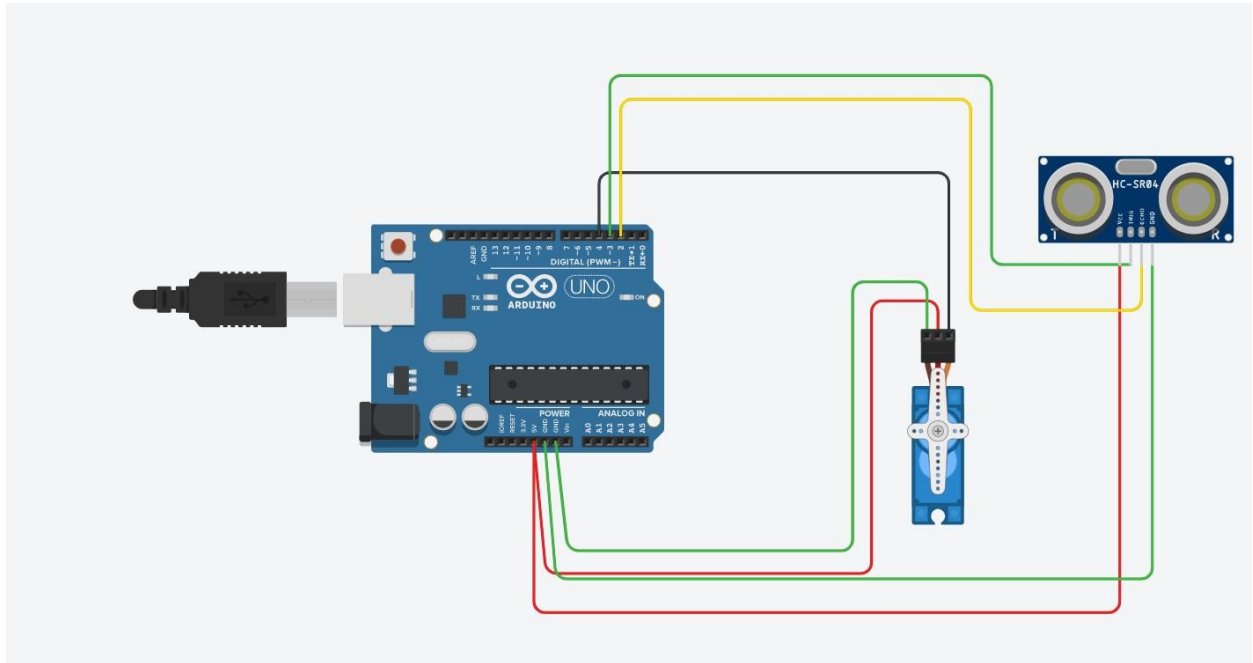 HC-SR04
VCC
TRIG
ECHO
GND
T
R
AREF
GND
13
12
~11
~10
~9
8
7
~6
~5
4
~3
2
TX→1
RX←0
DIGITAL (PWM~)
L
TX
RX
ARDUINO
UNO
ON
POWER
ANALOG IN
IOREF
RESET
3.3V
5V
GND
GND
Vin
A0
A1
A2
A3
A4
A5